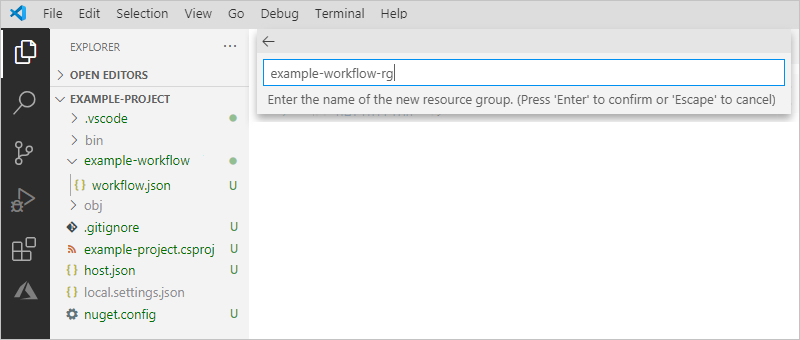 File Edit Selection View Go Debug Terminal Help
EXPLORER ...
OPEN EDITORS
EXAMPLE-PROJECT
.vscode
bin
example-workflow
{ } workflow.json U
obj
.gitignore U
example-project.csproj U
{ } host.json U
{ } local.settings.json
nuget.config U
example-workflow-rg
Enter the name of the new resource group. (Press 'Enter' to confirm or 'Escape' to cancel)